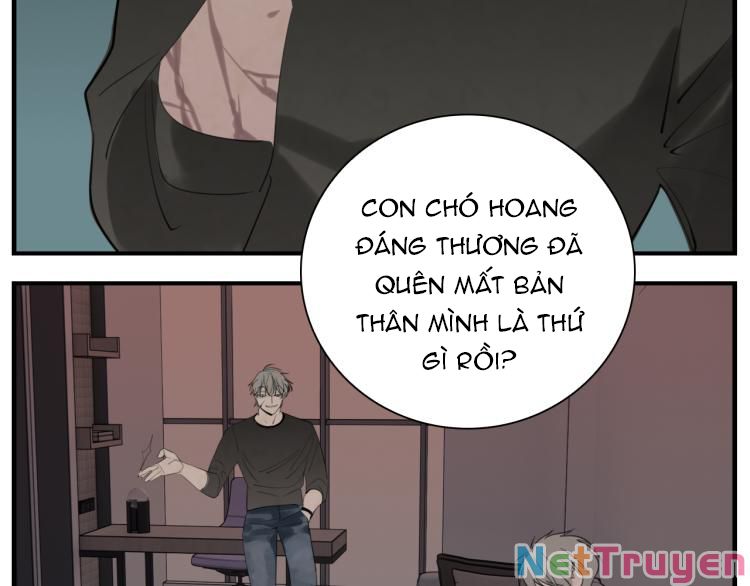 CON CHÓ HOANG
ĐÁNG THƯƠNG ĐÃ
QUÊN MẤT BẢN
THÂN MÌNH LÀ THỨ
GÌ RỒI?
NetTruyen